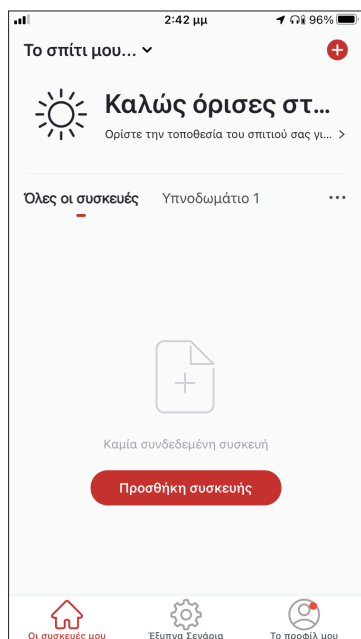 2:42 μμ
96%
Το σπίτι μου...
Καλώς όρισες στ...
Ορίστε την τοποθεσία του σπιτιού σας γι...
Όλες οι συσκευές Υπνοδωμάτιο 1
Καμία συνδεδεμένη συσκευή
Προσθήκη συσκευής
Οι συσκευές μου Έξυπνα Σενάρια Το προφίλ μου